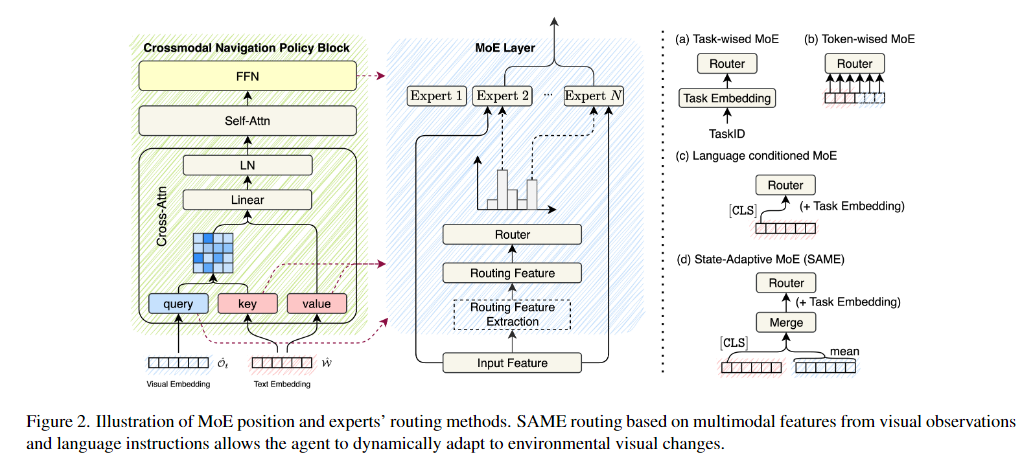 Crossmodal Navigation Policy Block
FFN
Self-Attn
LN
Linear
Cross-Attn
query
key
value
Visual Embedding
ô_t
Text Embedding
ŵ
MoE Layer
Expert 1
Expert 2
...
Expert N
Router
Routing Feature
Routing Feature
Extraction
Input Feature
(a) Task-wised MoE
Router
Task Embedding
TaskID
(b) Token-wised MoE
Router
(c) Language conditioned MoE
Router
[CLS]
(+ Task Embedding)
(d) State-Adaptive MoE (SAME)
Router
(+ Task Embedding)
Merge
[CLS]
mean
Figure 2. Illustration of MoE position and experts’ routing methods. SAME routing based on multimodal features from visual observations
and language instructions allows the agent to dynamically adapt to environmental visual changes.